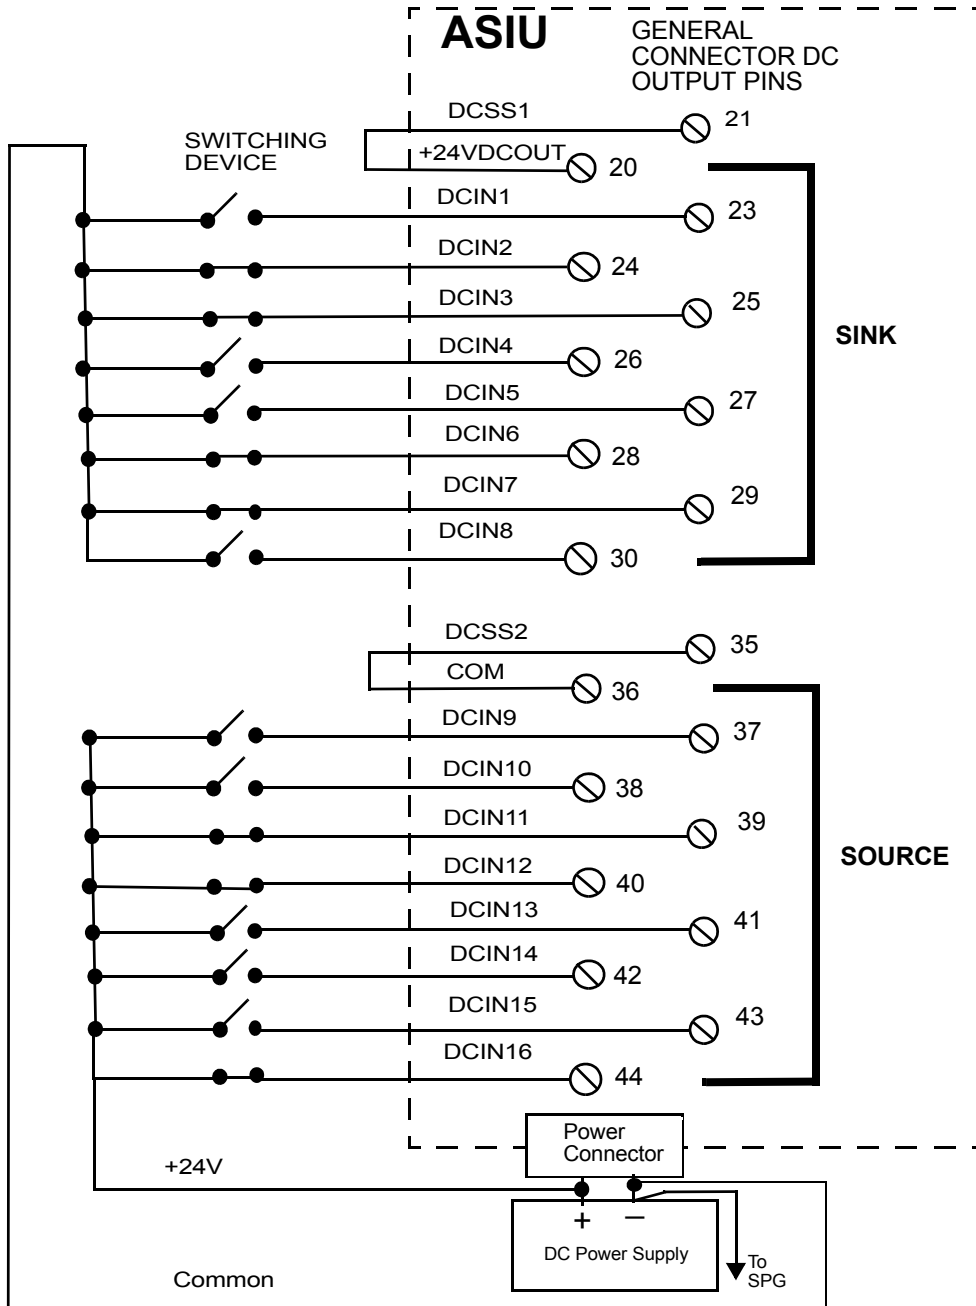 ASIU
GENERAL
CONNECTOR DC
OUTPUT PINS
SWITCHING
DEVICE
DCSS1
21
+24VDCOUT
20
DCIN1
23
DCIN2
24
DCIN3
25
SINK
DCIN4
26
DCIN5
27
DCIN6
28
DCIN7
29
DCIN8
30
DCSS2
35
COM
36
DCIN9
37
DCIN10
38
DCIN11
39
SOURCE
DCIN12
40
DCIN13
41
DCIN14
42
DCIN15
43
DCIN16
44
Power
Connector
+24V
+ –
DC Power Supply
To
SPG
Common